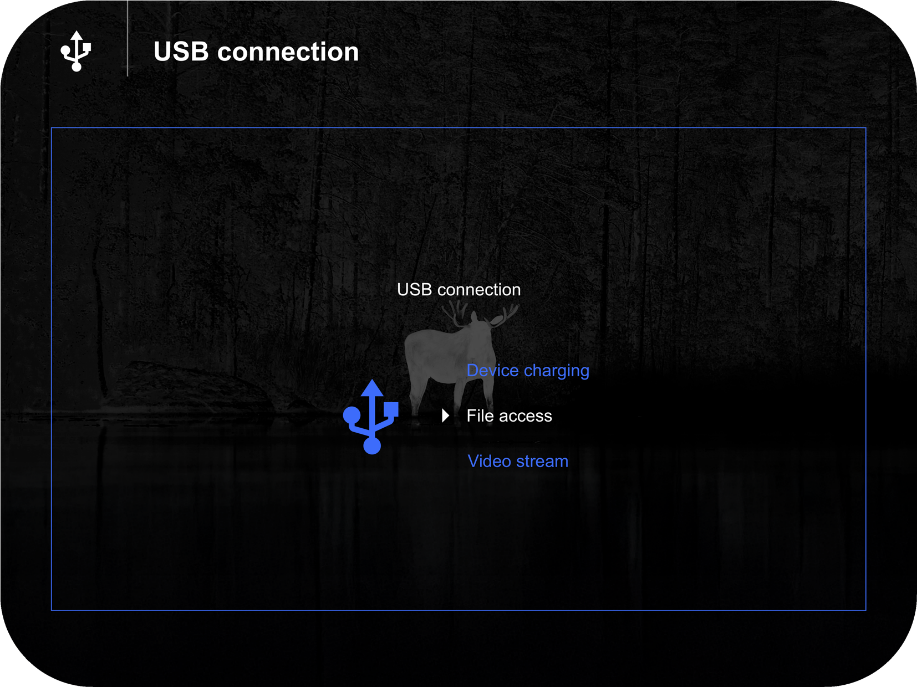 USB connection
USB connection
Device charging
File access
Video stream